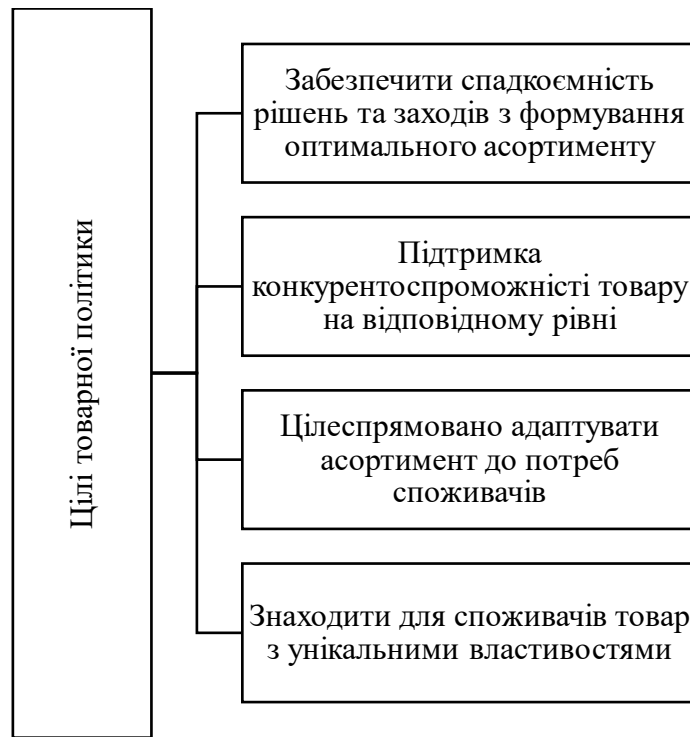 Цілі товарної політики
Забезпечити спадкоємність
рішень та заходів з формування
оптимального асортименту
Підтримка
конкурентоспроможністі товару
на відповідному рівні
Цілеспрямовано адаптувати
асортимент до потреб
споживачів
Знаходити для споживачів товар
з унікальними властивостями